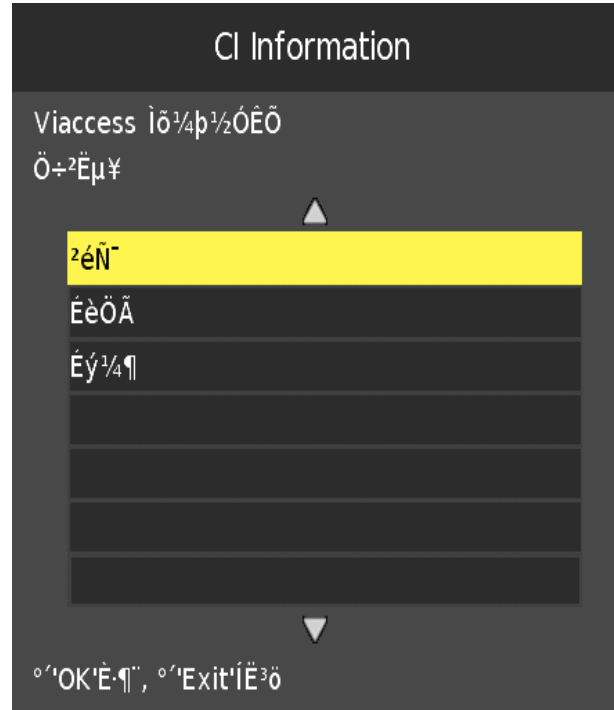 CI Information
Viaccess Ìõ¼þ½ÓÊÕ
Ö÷²Ëµ¥
²éÑ¯
ÉèÖÃ
Éý¼¶
°´'OK'È·¶¨, °´'Exit'ÍË³ö